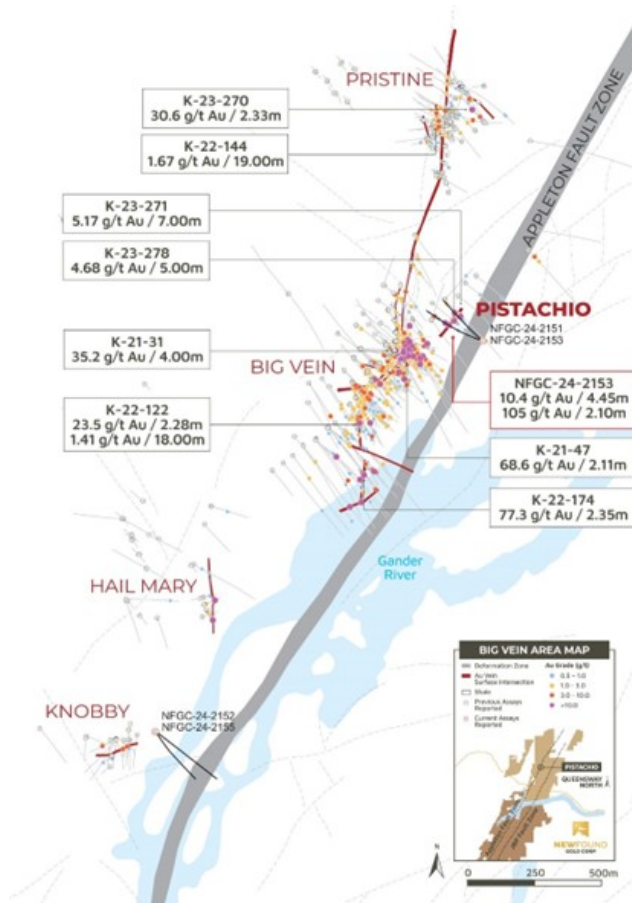 PRISTINE
K-23-270
30.6 g/t Au / 2.33m
K-22-144
1.67 g/t Au / 19.00m
APPLETON FAULT ZONE
K-23-271
5.17 g/t Au / 7.00m
K-23-278
4.68 g/t Au / 5.00m
PISTACHIO
NFGC-24-2151
NFGC-24-2153
K-21-31
35.2 g/t Au / 4.00m
BIG VEIN
NFGC-24-2153
10.4 g/t Au / 4.45m
105 g/t Au / 2.10m
K-22-122
23.5 g/t Au / 2.28m
1.41 g/t Au / 18.00m
K-21-47
68.6 g/t Au / 2.11m
K-22-174
77.3 g/t Au / 2.35m
Gander
River
HAIL MARY
KNOBBY
NFGC-24-2152
NFGC-24-2155
BIG VEIN AREA MAP
Deformation Zone
Au Vein
Surface Intersection
Previous Assays
Reported
Current Assays
Reported
Au Grade (g/t)
0.5 - 1.0
1.0 - 3.0
3.0 - 10.0
>10.0
PISTACHIO
QUEENSWAY
NORTH
Fault Zone
NEWFOUND
GOLD CORP
N
0 250 500m